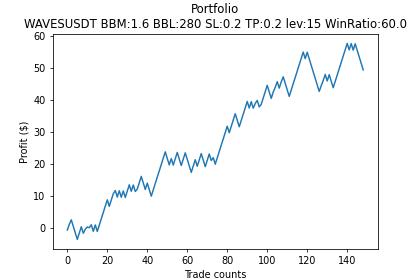 Portfolio
WAVESUSDT BBM:1.6 BBL:280 SL:0.2 TP:0.2 lev:15 WinRatio:60.0
60
50
40
30
20
10
0
Profit ($)
0 20 40 60 80 100 120 140
Trade counts